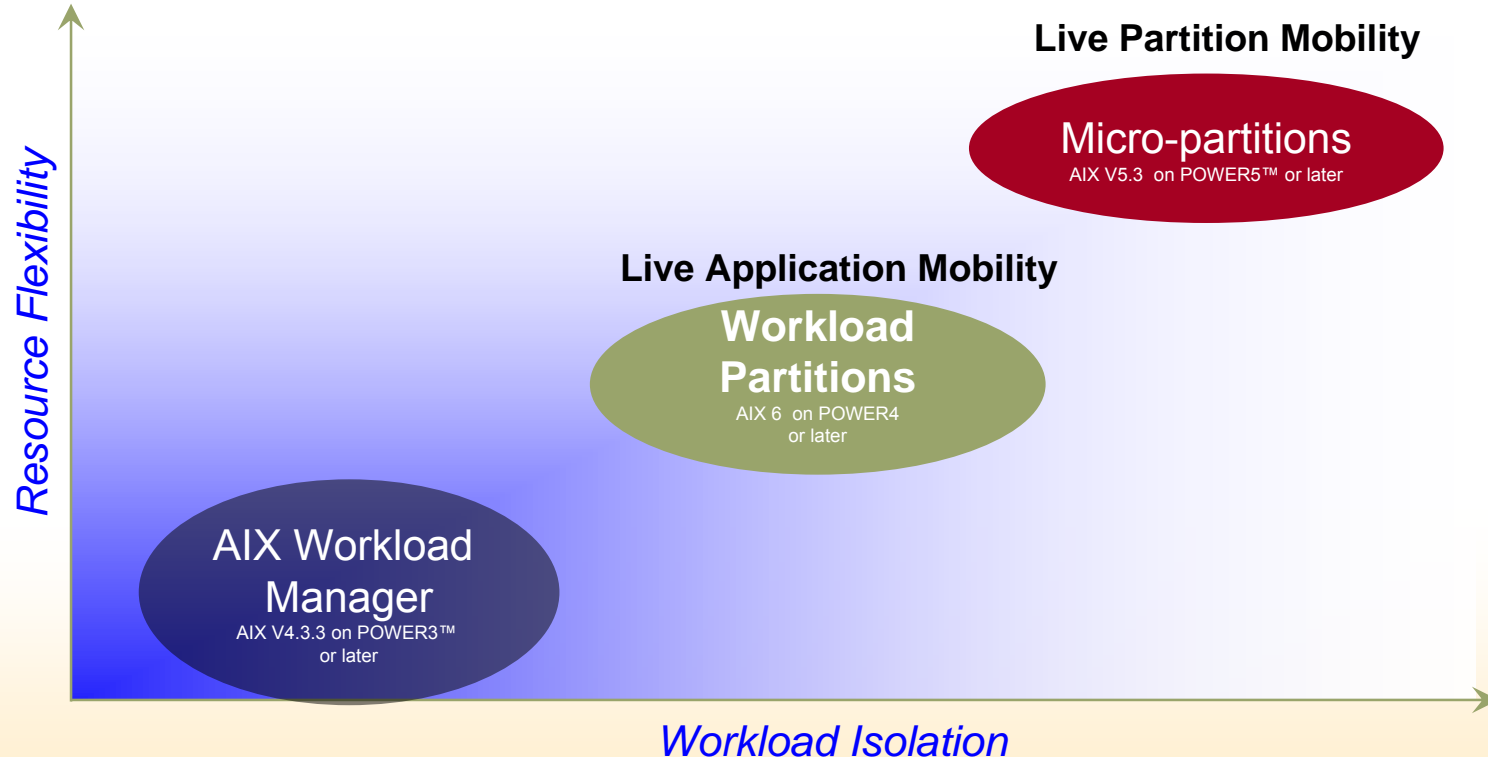 Live Partition Mobility
Micro-partitions
AIX V5.3 on POWER5™ or later
Resource Flexibility
Live Application Mobility
Workload
Partitions
AIX 6 on POWER4
or later
AIX Workload
Manager
AIX V4.3.3 on POWER3™
or later
Workload Isolation